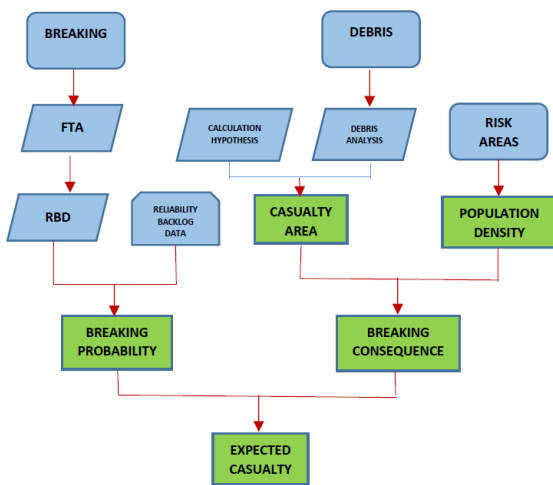 BREAKING
DEBRIS
FTA
CALCULATION
HYPOTHESIS
DEBRIS
ANALYSIS
RISK
AREAS
RBD
RELIABILITY
BACKLOG
DATA
CASUALTY
AREA
POPULATION
DENSITY
BREAKING
PROBABILITY
BREAKING
CONSEQUENCE
EXPECTED
CASUALTY